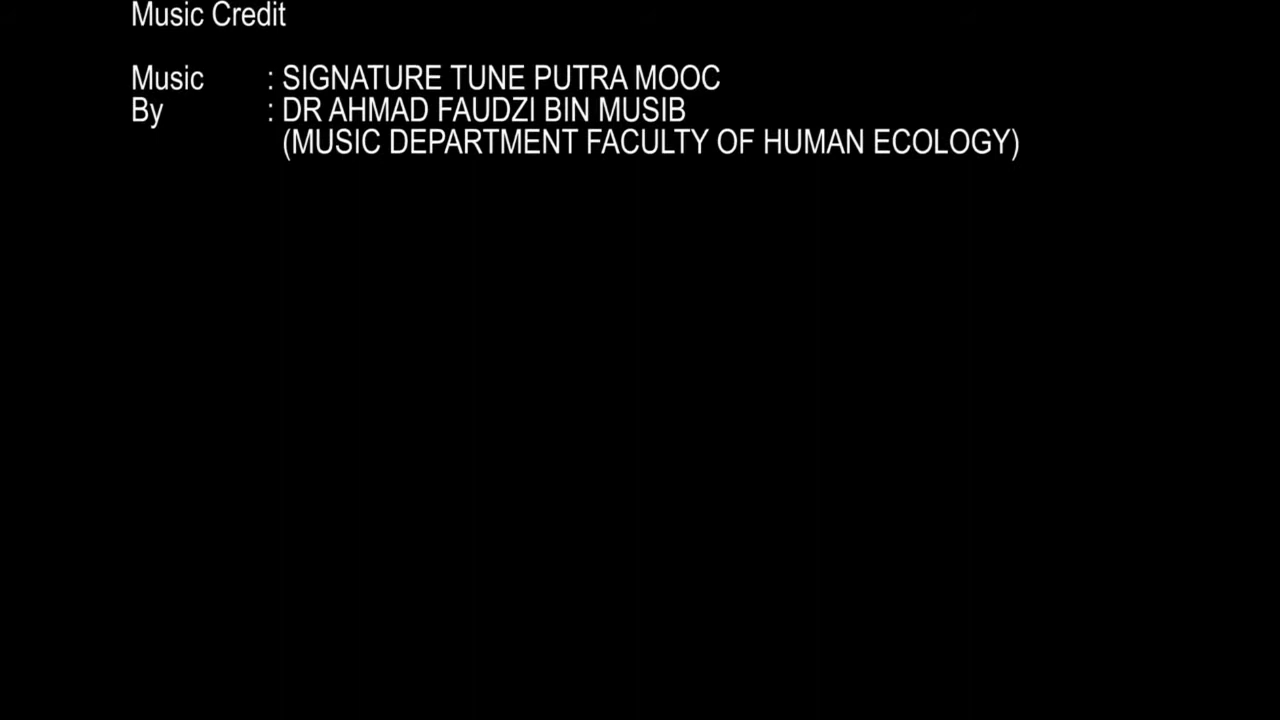 Music Credit
Music : SIGNATURE TUNE PUTRA MOOC
By : DR AHMAD FAUDZI BIN MUSIB
(MUSIC DEPARTMENT FACULTY OF HUMAN ECOLOGY)